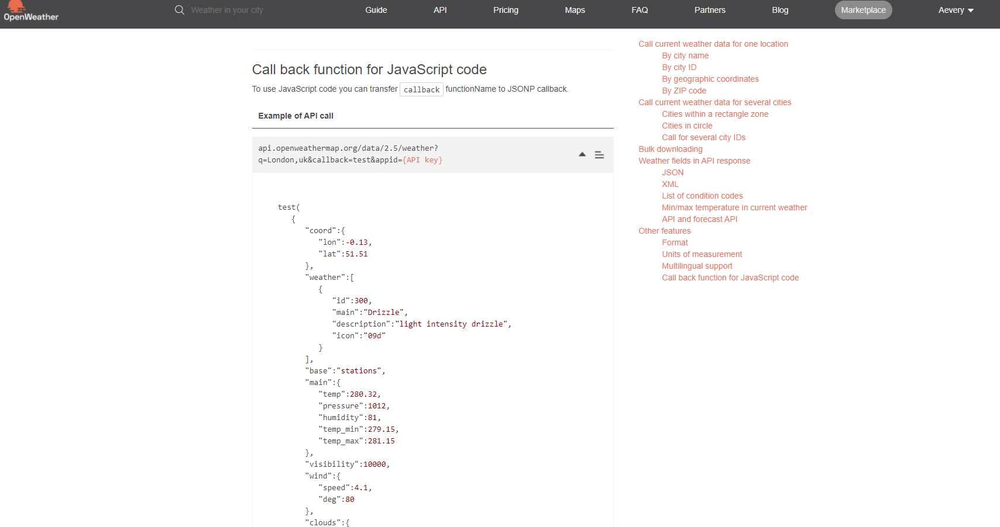 OpenWeather
Weather in your city
Guide
API
Pricing
Maps
FAQ
Partners
Blog
Marketplace
Aevery
Call back function for JavaScript code
To use JavaScript code you can transfer callback functionName to JSONP callback.
Example of API call
api.openweathermap.org/data/2.5/weather?
q=London,uk&callback=test&appid={API key}
test(
{
"coord":{
"lon":-0.13,
"lat":51.51
},
"weather":[
{
"id":300,
"main":"Drizzle",
"description":"light intensity drizzle",
"icon":"09d"
}
],
"base":"stations",
"main":{
"temp":280.32,
"pressure":1012,
"humidity":81,
"temp_min":279.15,
"temp_max":281.15
},
"visibility":10000,
"wind":{
"speed":4.1,
"deg":80
},
"clouds":{
Call current weather data for one location
By city name
By city ID
By geographic coordinates
By ZIP code
Call current weather data for several cities
Cities within a rectangle zone
Cities in circle
Call for several city IDs
Bulk downloading
Weather fields in API response
JSON
XML
List of condition codes
Min/max temperature in current weather
API and forecast API
Other features
Format
Units of measurement
Multilingual support
Call back function for JavaScript code